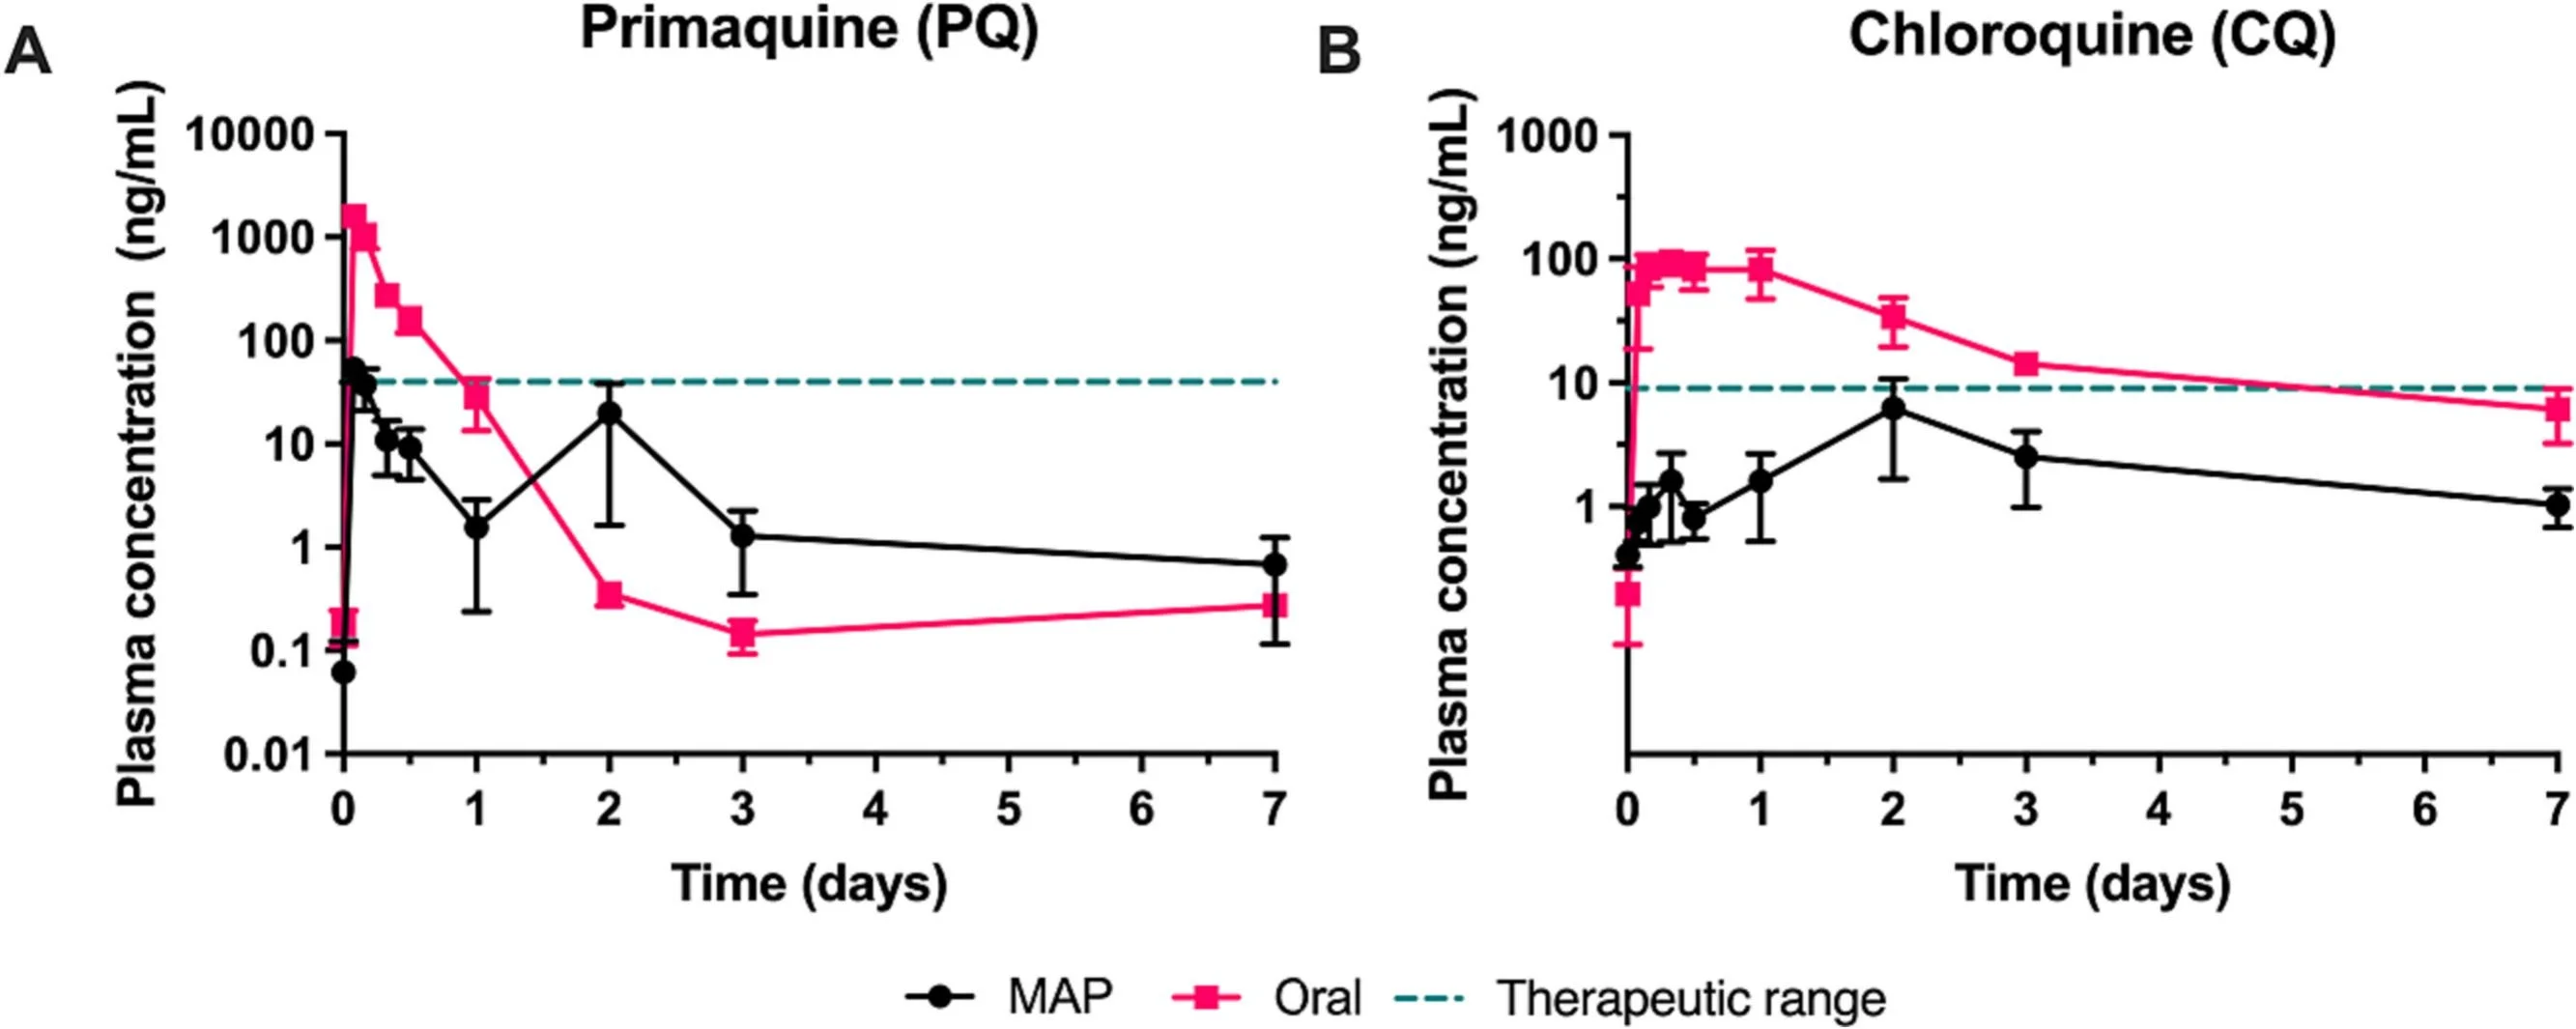 A
Primaquine (PQ)
Plasma concentration (ng/mL)
10000
1000
100
10
1
0.1
0.01
0 1 2 3 4 5 6 7
Time (days)
B
Chloroquine (CQ)
Plasma concentration (ng/mL)
1000
100
10
1
0 1 2 3 4 5 6 7
Time (days)
MAP Oral Therapeutic range